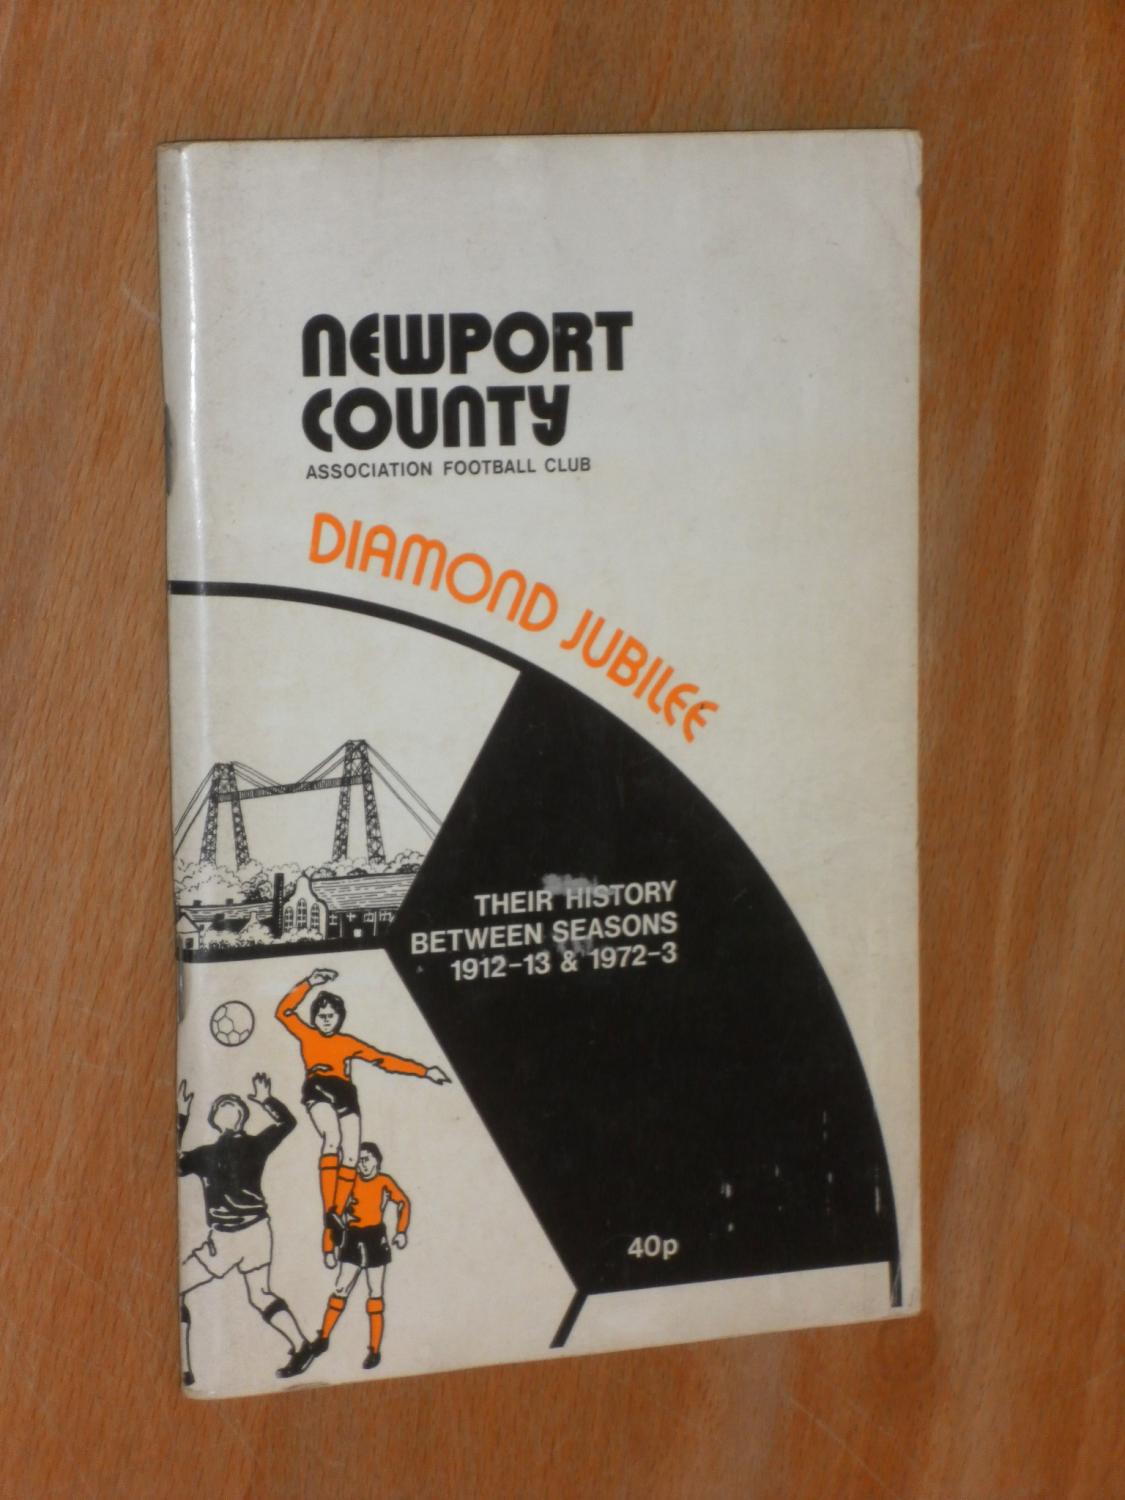 NEWPORT
COUNTY
ASSOCIATION FOOTBALL CLUB
DIAMOND JUBILEE
THEIR HISTORY
BETWEEN SEASONS
1912-13 & 1972-3
40p